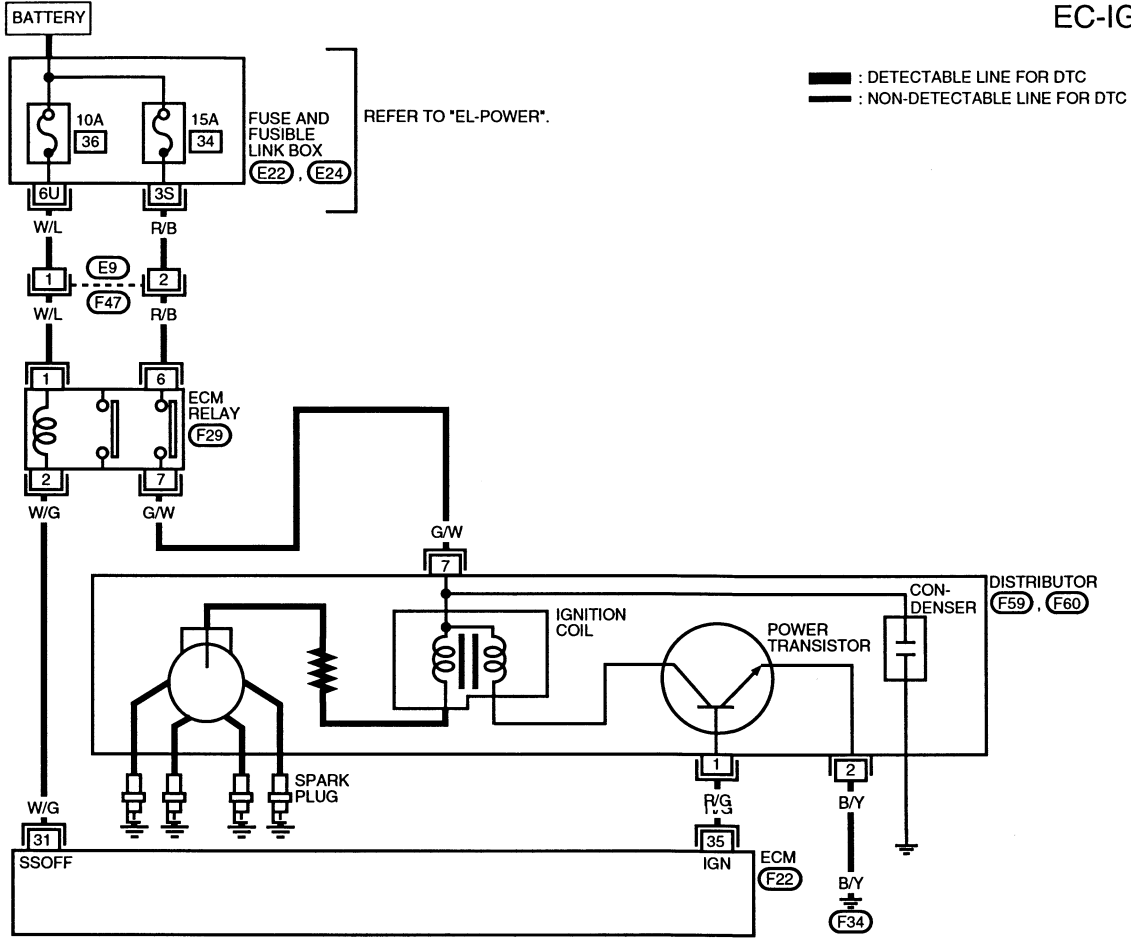 EC-IG
BATTERY
: DETECTABLE LINE FOR DTC
: NON-DETECTABLE LINE FOR DTC
10A
36
15A
34
FUSE AND
FUSIBLE
LINK BOX
E22 , E24
REFER TO "EL-POWER".
6U
3S
W/L
R/B
1
E9
2
F47
W/L
R/B
1
6
ECM
RELAY
F29
2
7
W/G
G/W
G/W
7
DISTRIBUTOR
F59 , F60
CON-
DENSER
IGNITION
COIL
POWER
TRANSISTOR
SPARK
PLUG
1
2
W/G
R/G
B/Y
31
SSOFF
35
IGN
ECM
F22
B/Y
F34